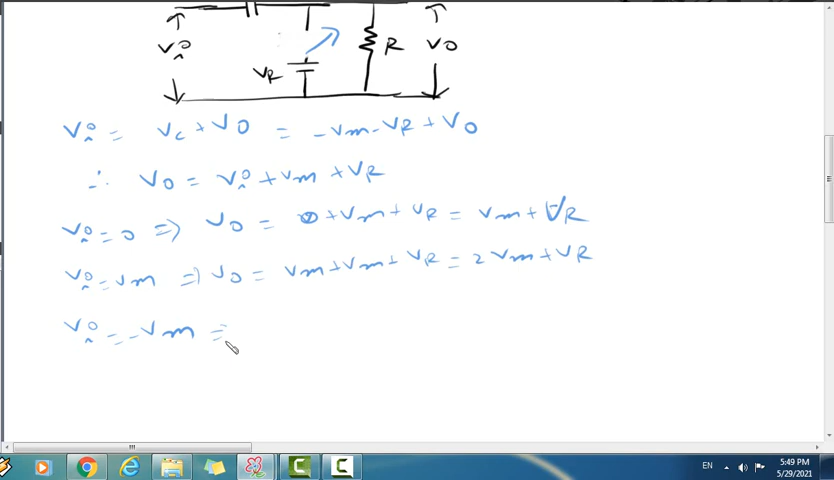 Vi VR R Vo
Vi = Vc + Vo = -Vm - VR + Vo
∴ Vo = Vi + Vm + VR
Vi = 0 => Vo = 0 + Vm + VR = Vm + VR
Vi = Vm => Vo = Vm + Vm + VR = 2Vm + VR
Vi = -Vm =
EN 5:49 PM
5/29/2021